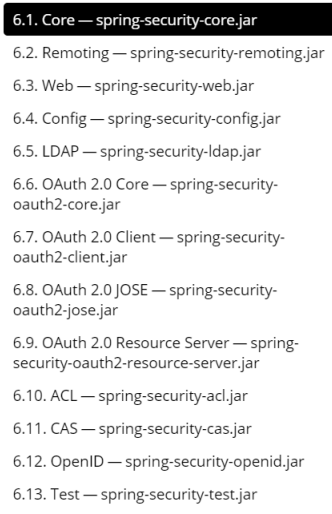 6.1. Core — spring-security-core.jar
6.2. Remoting — spring-security-remoting.jar
6.3. Web — spring-security-web.jar
6.4. Config — spring-security-config.jar
6.5. LDAP — spring-security-ldap.jar
6.6. OAuth 2.0 Core — spring-security-
oauth2-core.jar
6.7. OAuth 2.0 Client — spring-security-
oauth2-client.jar
6.8. OAuth 2.0 JOSE — spring-security-
oauth2-jose.jar
6.9. OAuth 2.0 Resource Server — spring-
security-oauth2-resource-server.jar
6.10. ACL — spring-security-acl.jar
6.11. CAS — spring-security-cas.jar
6.12. OpenID — spring-security-openid.jar
6.13. Test — spring-security-test.jar